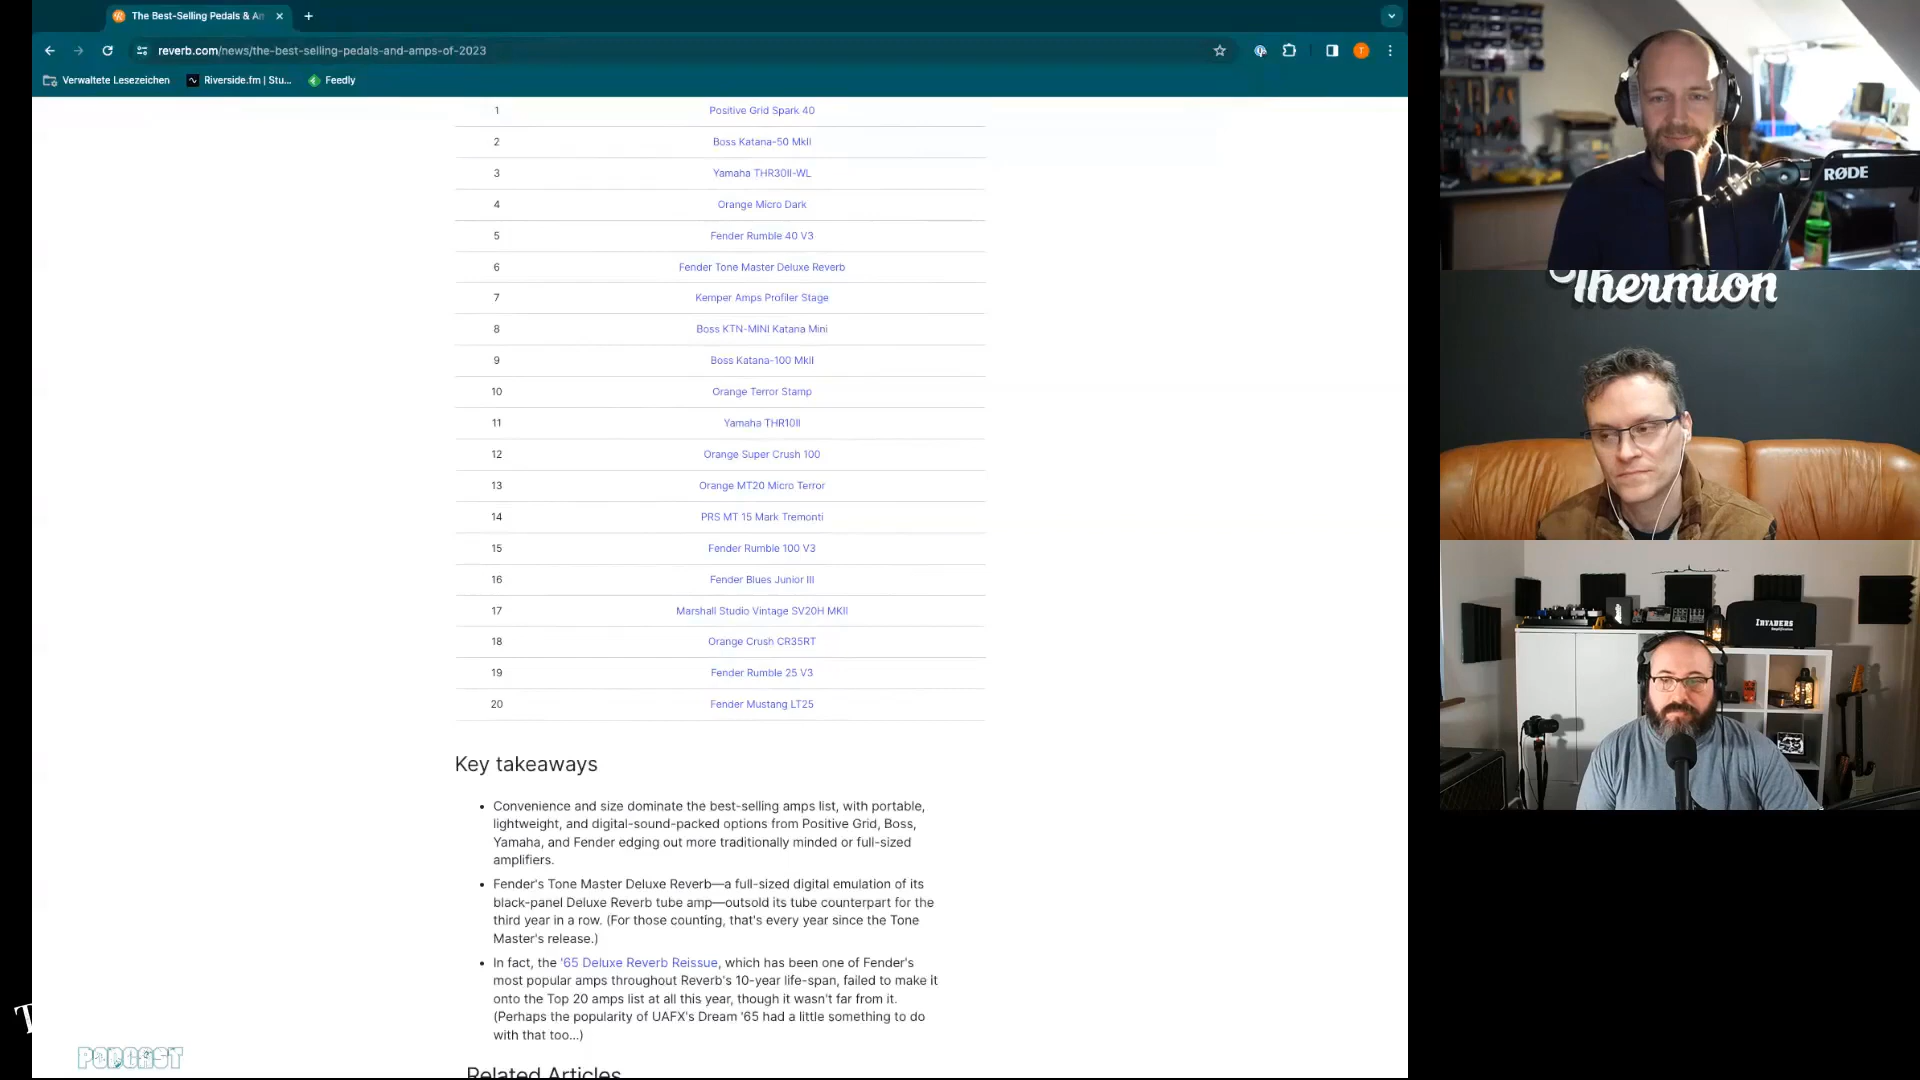 The Best-Selling Pedals & Am
reverb.com/news/the-best-selling-pedals-and-amps-of-2023
T
Verwaltete Lesezeichen
Riverside.fm | Stu...
Feedly
1 Positive Grid Spark 40
2 Boss Katana-50 MkII
3 Yamaha THR30II-WL
4 Orange Micro Dark
5 Fender Rumble 40 V3
6 Fender Tone Master Deluxe Reverb
7 Kemper Amps Profiler Stage
8 Boss KTN-MINI Katana Mini
9 Boss Katana-100 MkII
10 Orange Terror Stamp
11 Yamaha THR10II
12 Orange Super Crush 100
13 Orange MT20 Micro Terror
14 PRS MT 15 Mark Tremonti
15 Fender Rumble 100 V3
16 Fender Blues Junior III
17 Marshall Studio Vintage SV20H MKII
18 Orange Crush CR35RT
19 Fender Rumble 25 V3
20 Fender Mustang LT25
Key takeaways
• Convenience and size dominate the best-selling amps list, with portable,
lightweight, and digital-sound-packed options from Positive Grid, Boss,
Yamaha, and Fender edging out more traditionally minded or full-sized
amplifiers.
• Fender's Tone Master Deluxe Reverb—a full-sized digital emulation of its
black-panel Deluxe Reverb tube amp—outsold its tube counterpart for the
third year in a row. (For those counting, that's every year since the Tone
Master's release.)
• In fact, the '65 Deluxe Reverb Reissue, which has been one of Fender's
most popular amps throughout Reverb's 10-year life-span, failed to make it
onto the Top 20 amps list at all this year, though it wasn't far from it.
(Perhaps the popularity of UAFX's Dream '65 had a little something to do
with that too...)
Related Articles
T
PODCAST
RØDE
Thermion
INVADERS